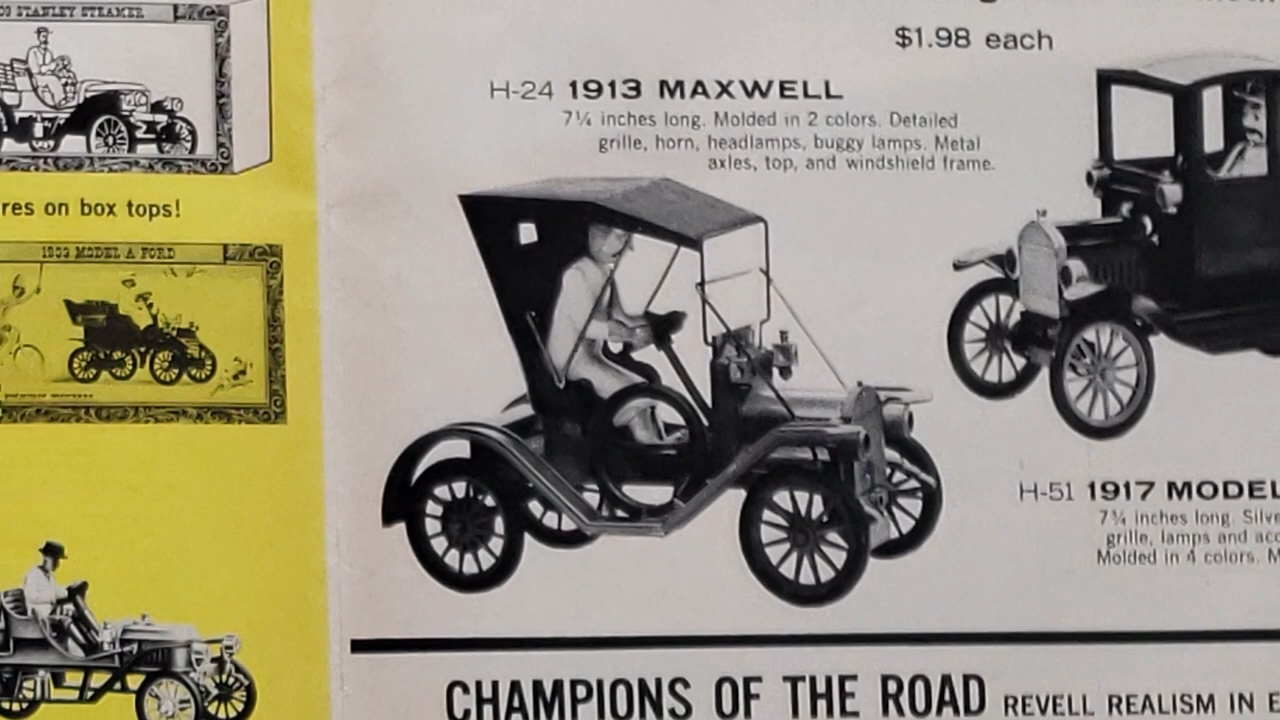 STANLEY STEAMER
res on box tops!
MODEL A FORD
$1.98 each
H-24 1913 MAXWELL
7¼ inches long. Molded in 2 colors. Detailed
grille, horn, headlamps, buggy lamps. Metal
axles, top, and windshield frame.
H-51 1917 MODEL
7¾ inches long. Silve
grille, lamps and acc
Molded in 4 colors. M
CHAMPIONS OF THE ROAD REVELL REALISM IN E